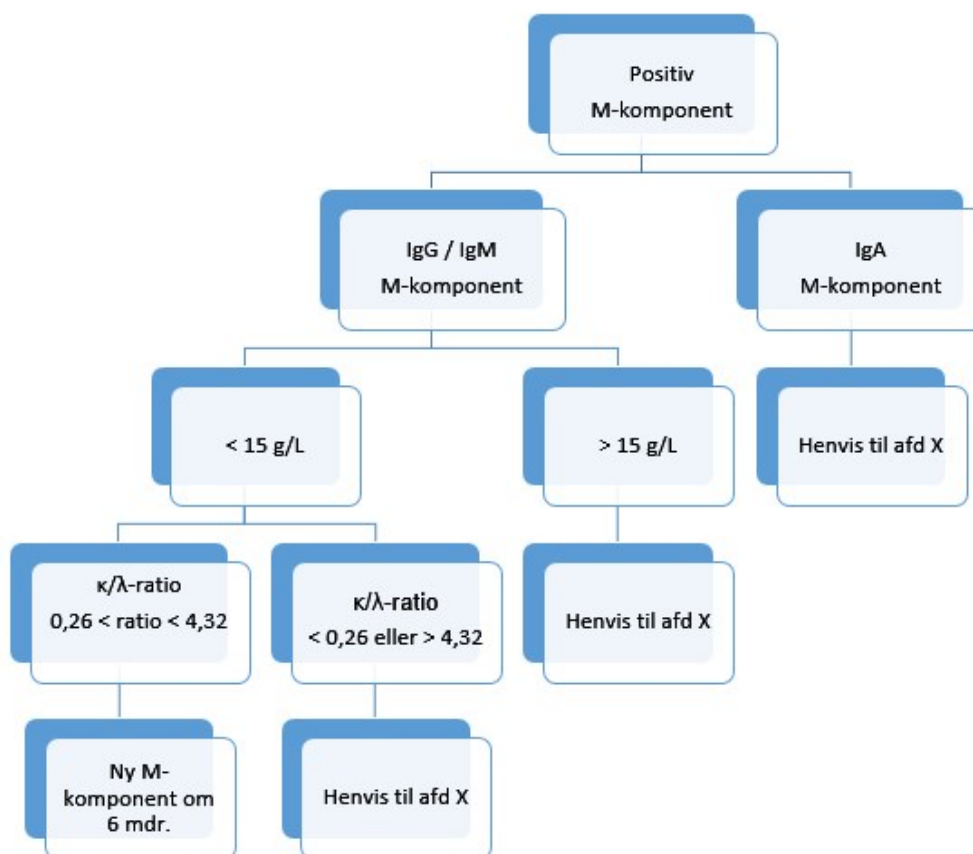 Positiv
M-komponent
IgG / IgM
M-komponent
IgA
M-komponent
< 15 g/L
> 15 g/L
Henvis til afd X
κ/λ-ratio
0,26 < ratio < 4,32
κ/λ-ratio
< 0,26 eller > 4,32
Henvis til afd X
Ny M-
komponent om
6 mdr.
Henvis til afd X